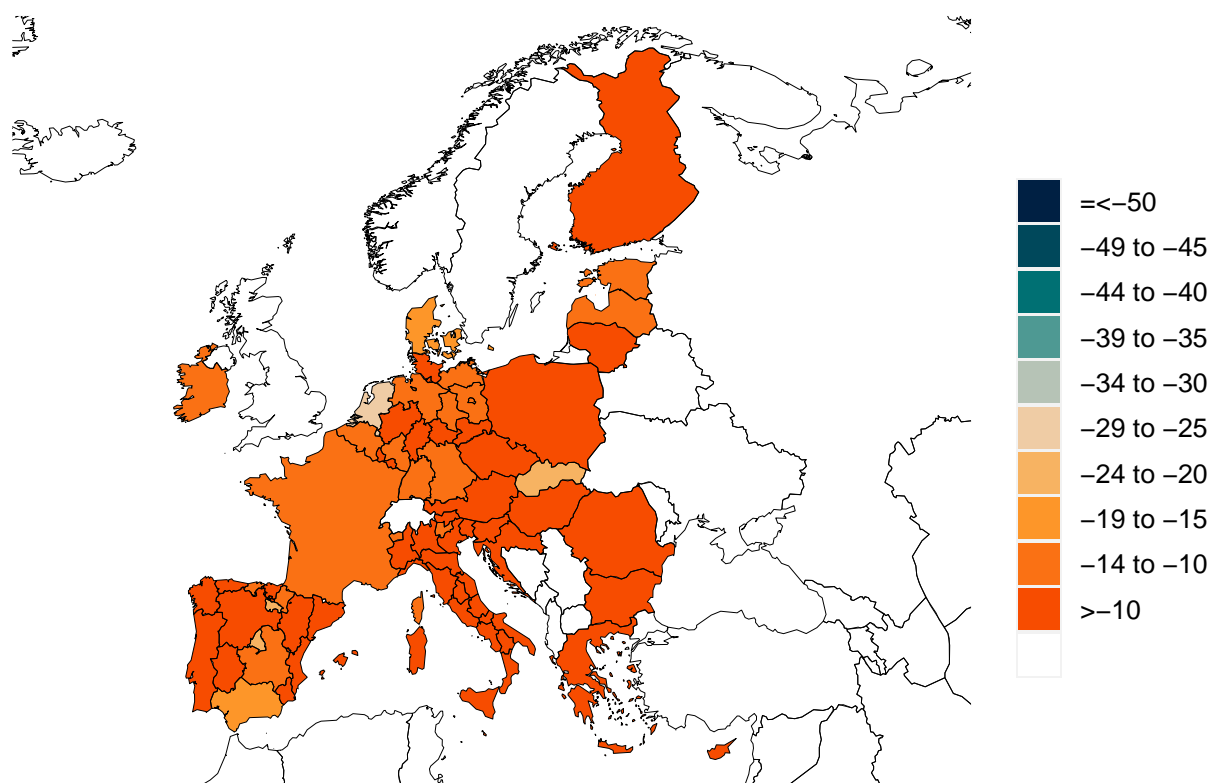 =<−50
−49 to −45
−44 to −40
−39 to −35
−34 to −30
−29 to −25
−24 to −20
−19 to −15
−14 to −10
>−10